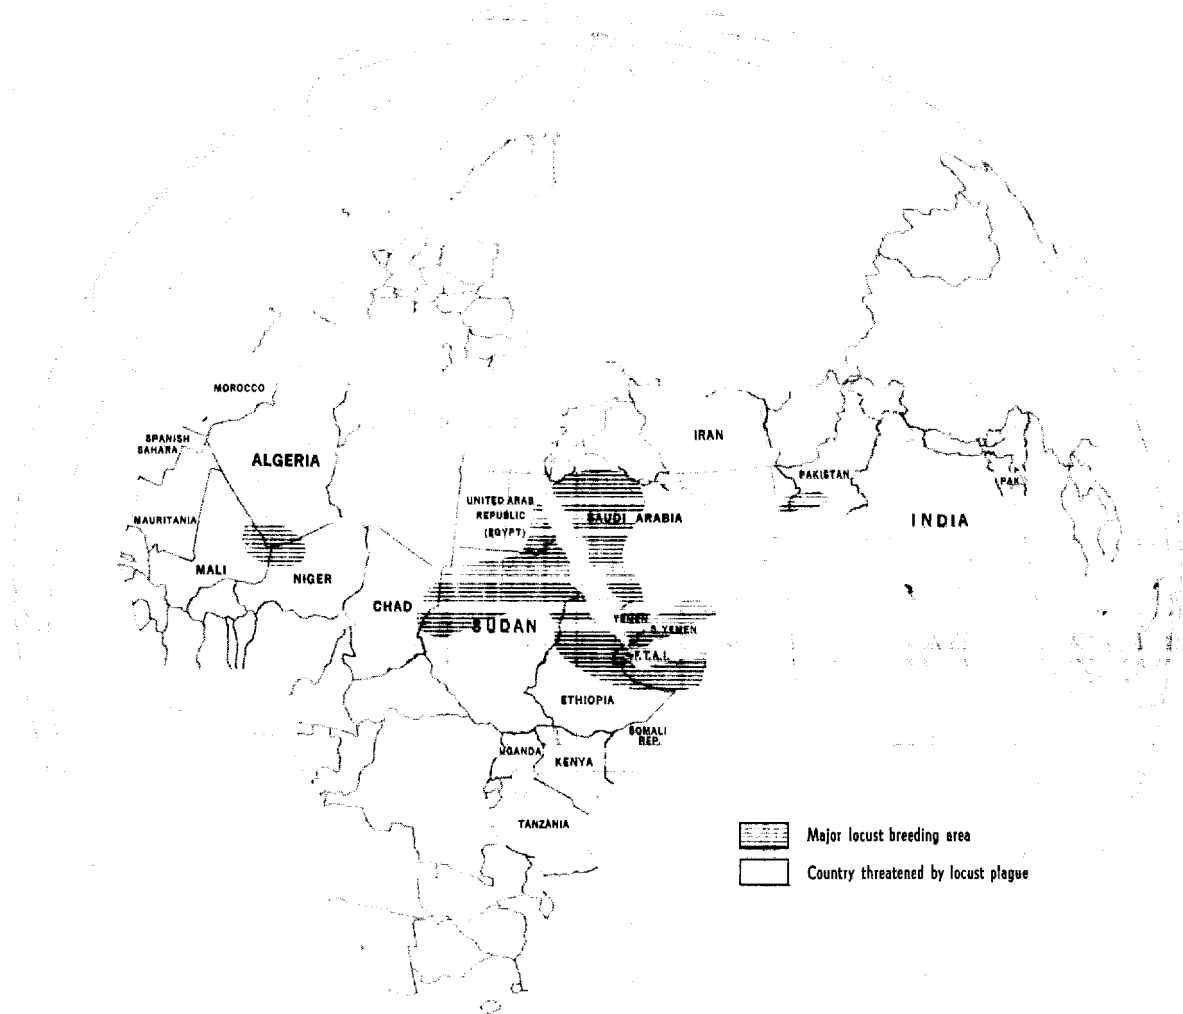 MOROCCO
SPANISH
SAHARA
ALGERIA
IRAN
PAKISTAN
PAK.
UNITED ARAB
REPUBLIC
(EGYPT)
SAUDI ARABIA
INDIA
MAURITANIA
MALI
NIGER
CHAD
SUDAN
YEMEN
S. YEMEN
F.T.A.I.
ETHIOPIA
SOMALI
REP.
UGANDA
KENYA
TANZANIA
Major locust breeding area
Country threatened by locust plague